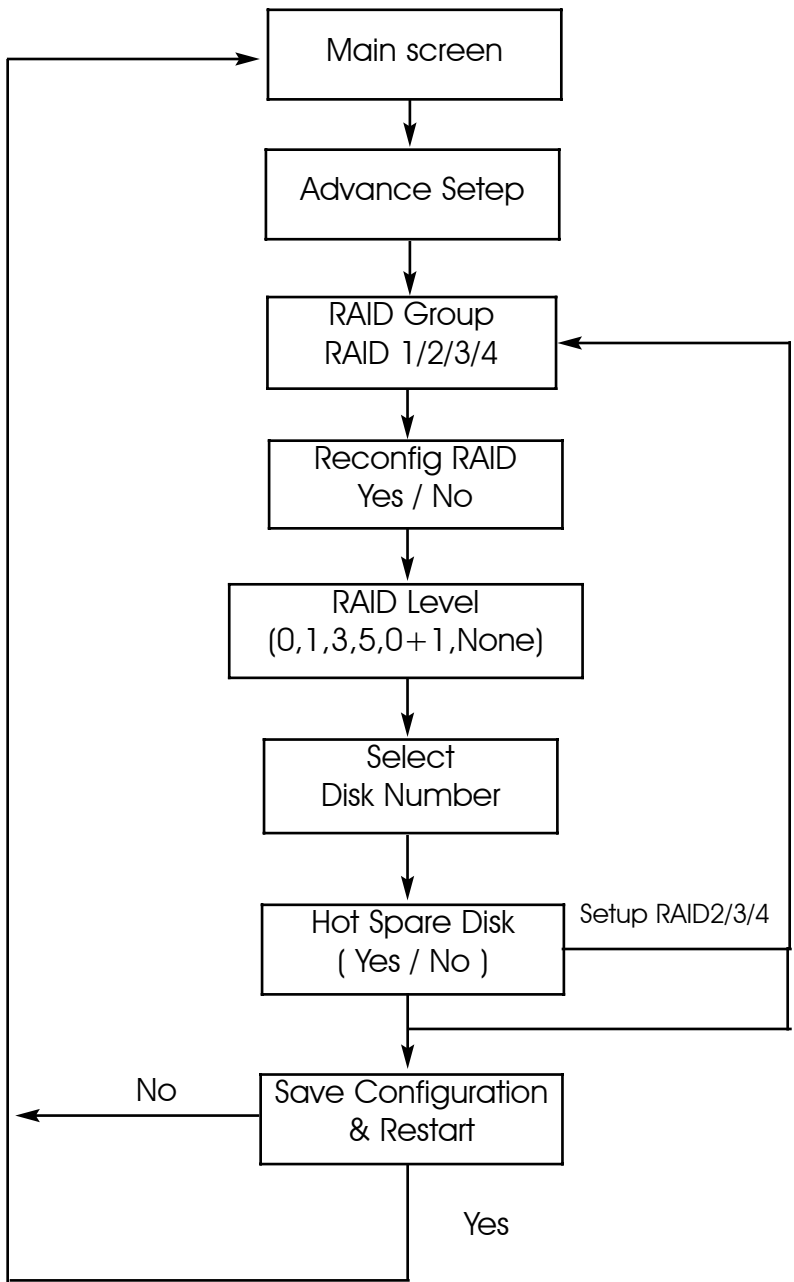 Main screen
Advance Setep
RAID Group
RAID 1/2/3/4
Reconfig RAID
Yes / No
RAID Level
(0,1,3,5,0+1,None)
Select
Disk Number
Hot Spare Disk
( Yes / No )
Setup RAID2/3/4
Save Configuration
& Restart
No
Yes